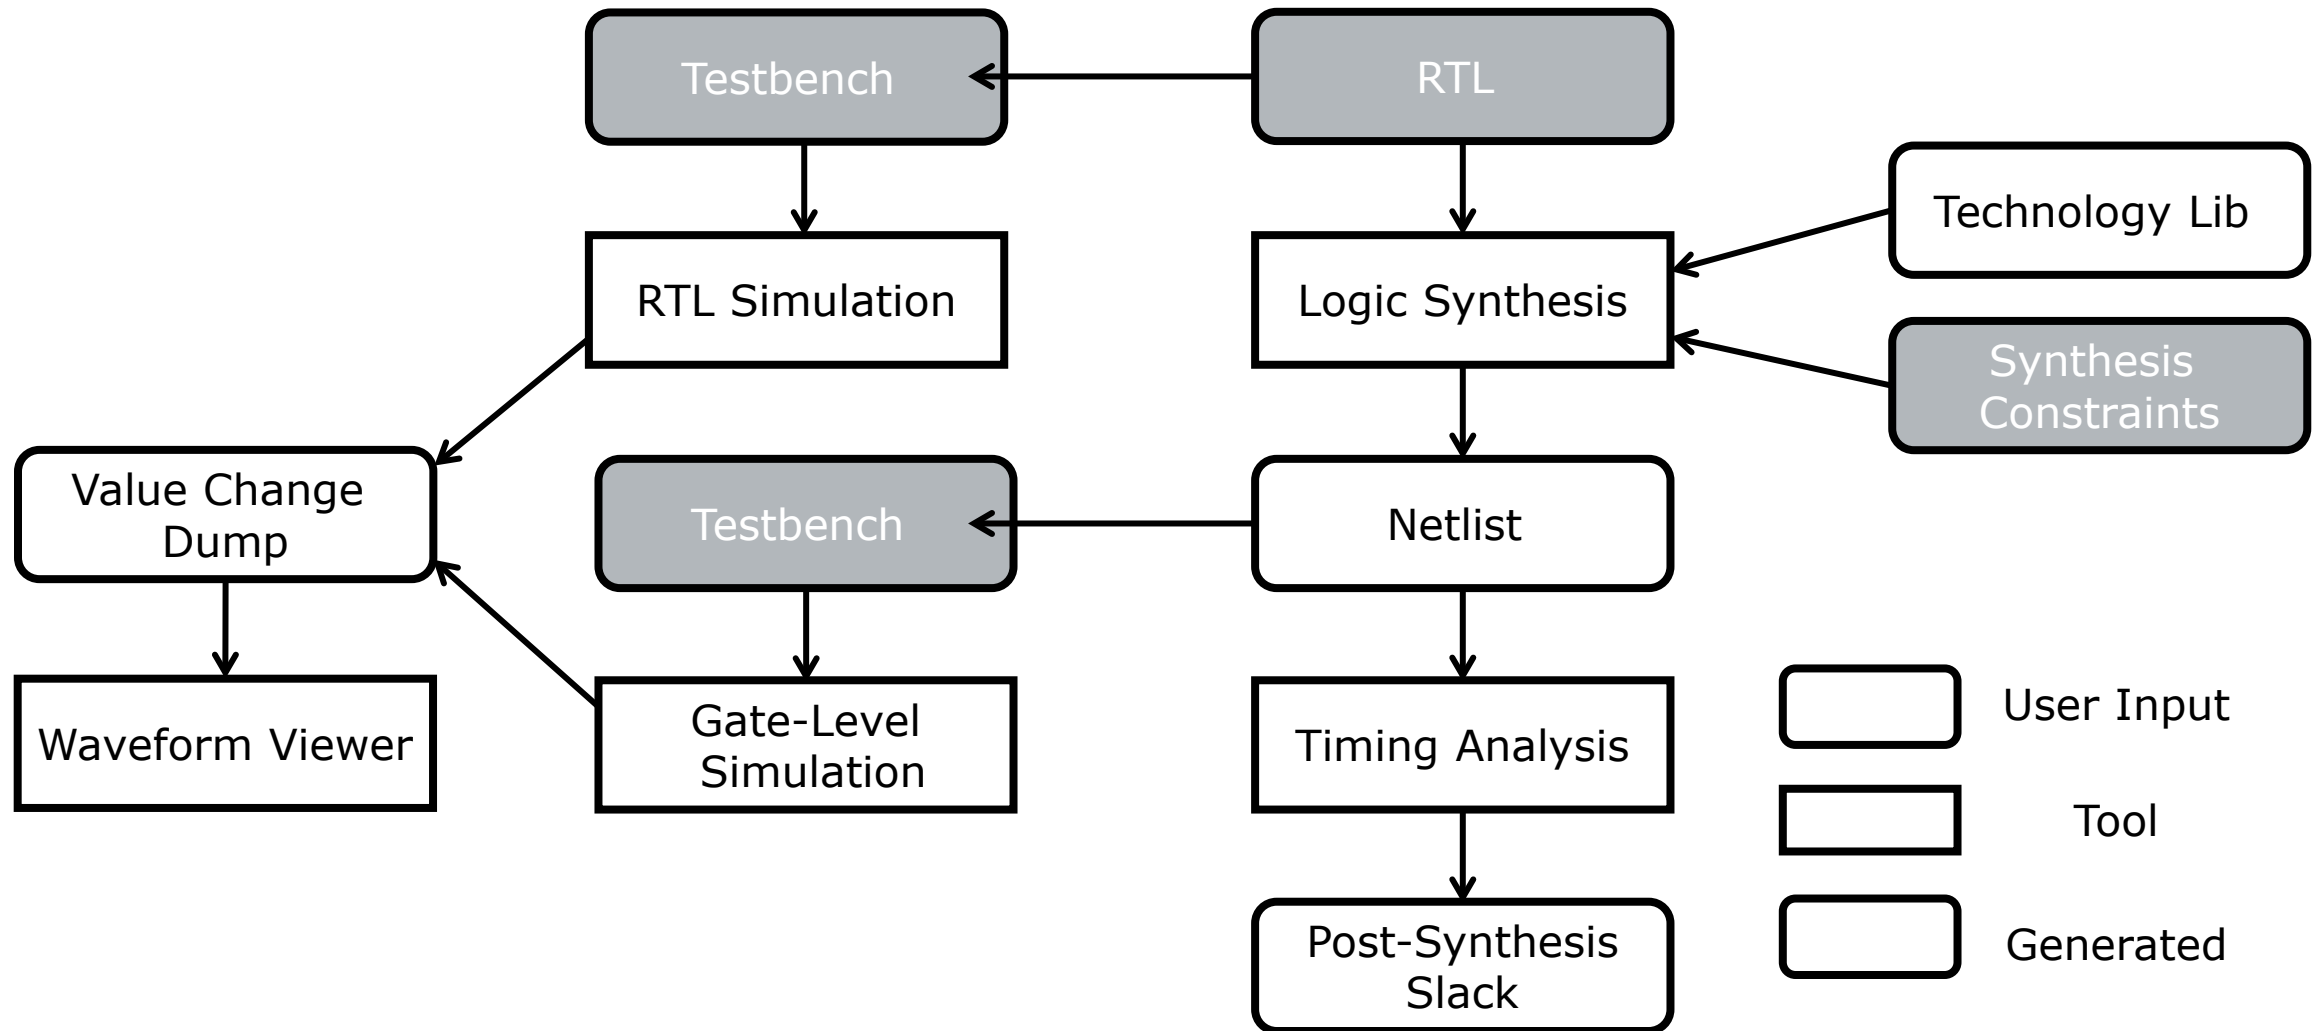 Testbench
RTL
Technology Lib
RTL Simulation
Logic Synthesis
Synthesis
Constraints
Value Change
Dump
Testbench
Netlist
Waveform Viewer
Gate-Level
Simulation
Timing Analysis
User Input
Tool
Post-Synthesis
Slack
Generated